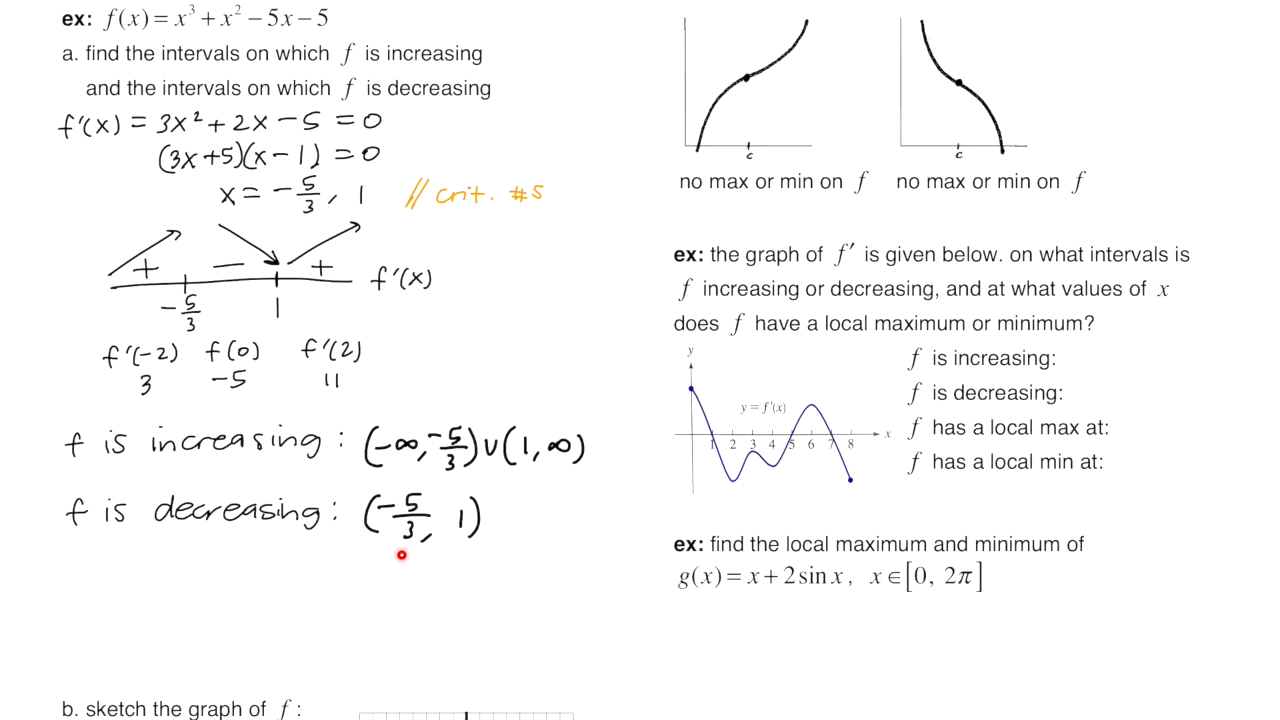 ex: f(x) = x³ + x² − 5x − 5
a. find the intervals on which f is increasing
and the intervals on which f is decreasing
f'(x) = 3x² + 2x − 5 = 0
(3x+5)(x−1) = 0
x = −5/3, 1 // crit. #s
+ − + f'(x)
−5/3 1
f'(-2) f(0) f'(2)
3 −5 11
f is increasing: (−∞, −5/3) ∪ (1, ∞)
f is decreasing: (−5/3, 1)
b. sketch the graph of f :
c c
no max or min on f no max or min on f
ex: the graph of f′ is given below. on what intervals is
f increasing or decreasing, and at what values of x
does f have a local maximum or minimum?
y
y = f'(x)
1 2 3 4 5 6 7 8 x
f is increasing:
f is decreasing:
f has a local max at:
f has a local min at:
ex: find the local maximum and minimum of
g(x) = x + 2 sin x, x ∈ [0, 2π]